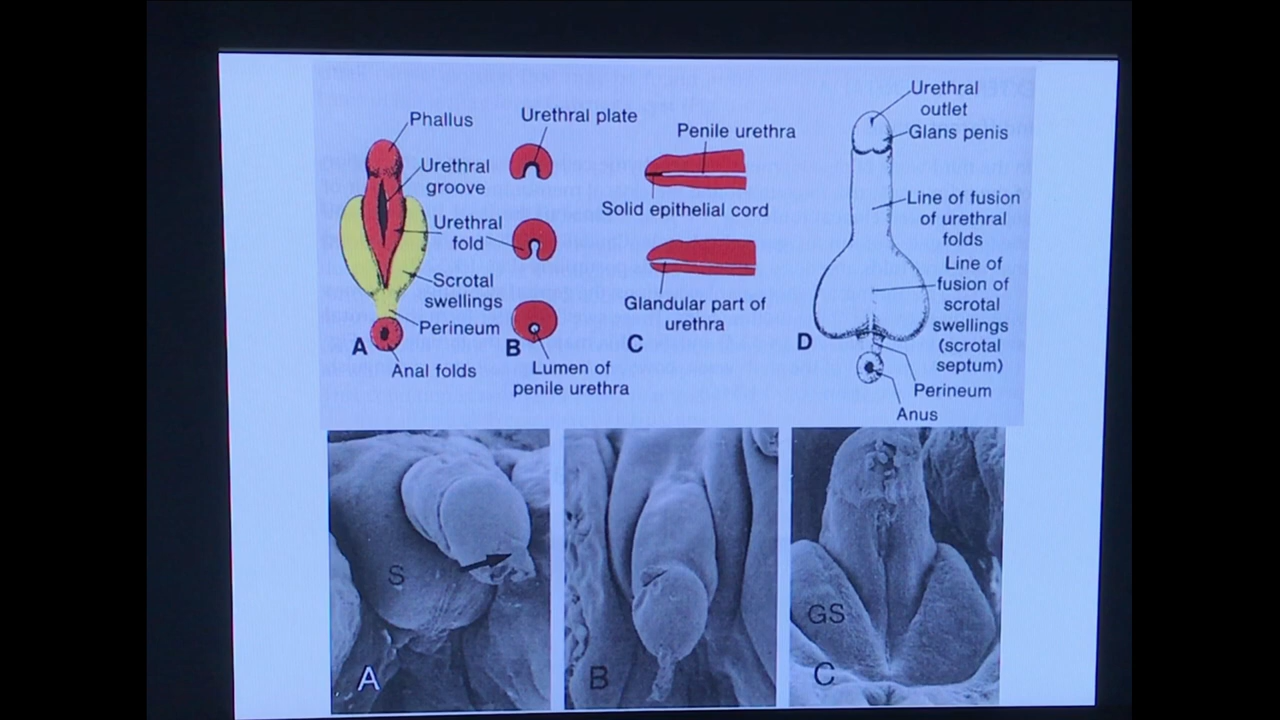 Phallus
Urethral
groove
Urethral
fold
Scrotal
swellings
Perineum
A
Anal folds
Urethral plate
B
Lumen of
penile urethra
Penile urethra
Solid epithelial cord
Glandular part of
urethra
C
Urethral
outlet
Glans penis
Line of fusion
of urethral
folds
Line of
fusion of
scrotal
swellings
(scrotal
septum)
D
Perineum
Anus
S
A
B
GS
C